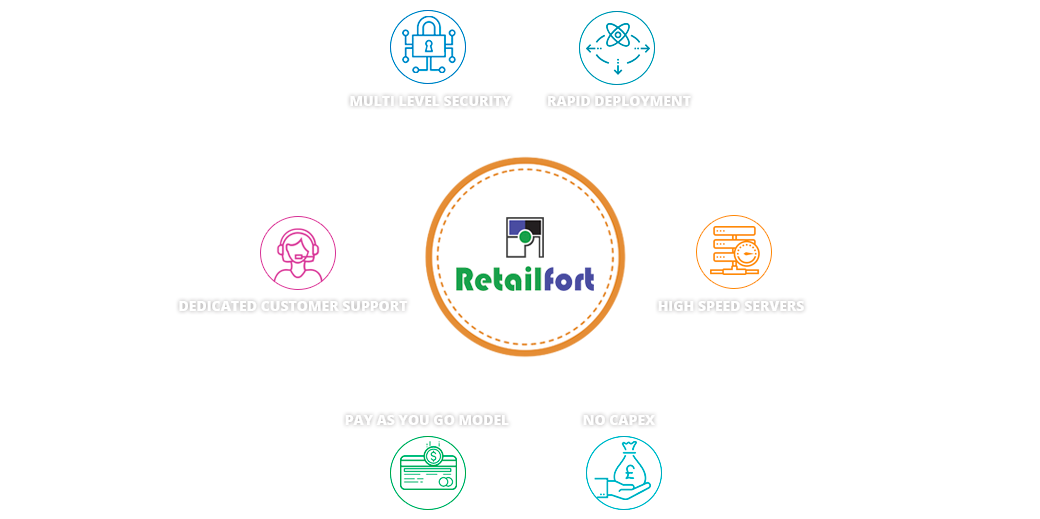 MULTI LEVEL SECURITY
RAPID DEPLOYMENT
Retailfort
DEDICATED CUSTOMER SUPPORT
HIGH SPEED SERVERS
PAY AS YOU GO MODEL
NO CAPEX
$
£